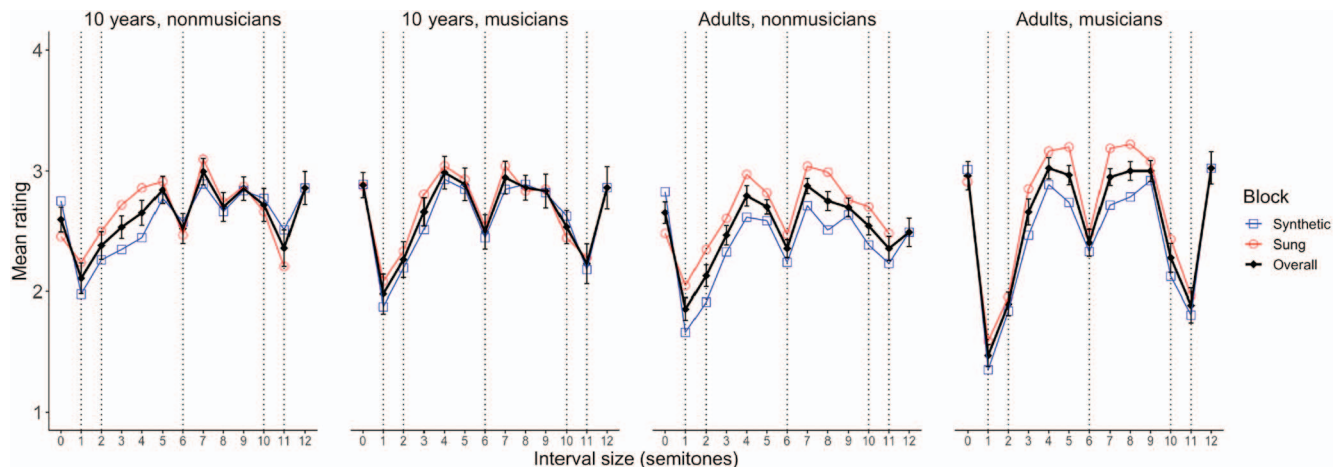 10 years, nonmusicians
10 years, musicians
Adults, nonmusicians
Adults, musicians
Mean rating
4
3
2
1
0 1 2 3 4 5 6 7 8 9 10 11 12
0 1 2 3 4 5 6 7 8 9 10 11 12
0 1 2 3 4 5 6 7 8 9 10 11 12
0 1 2 3 4 5 6 7 8 9 10 11 12
Interval size (semitones)
Block
Synthetic
Sung
Overall